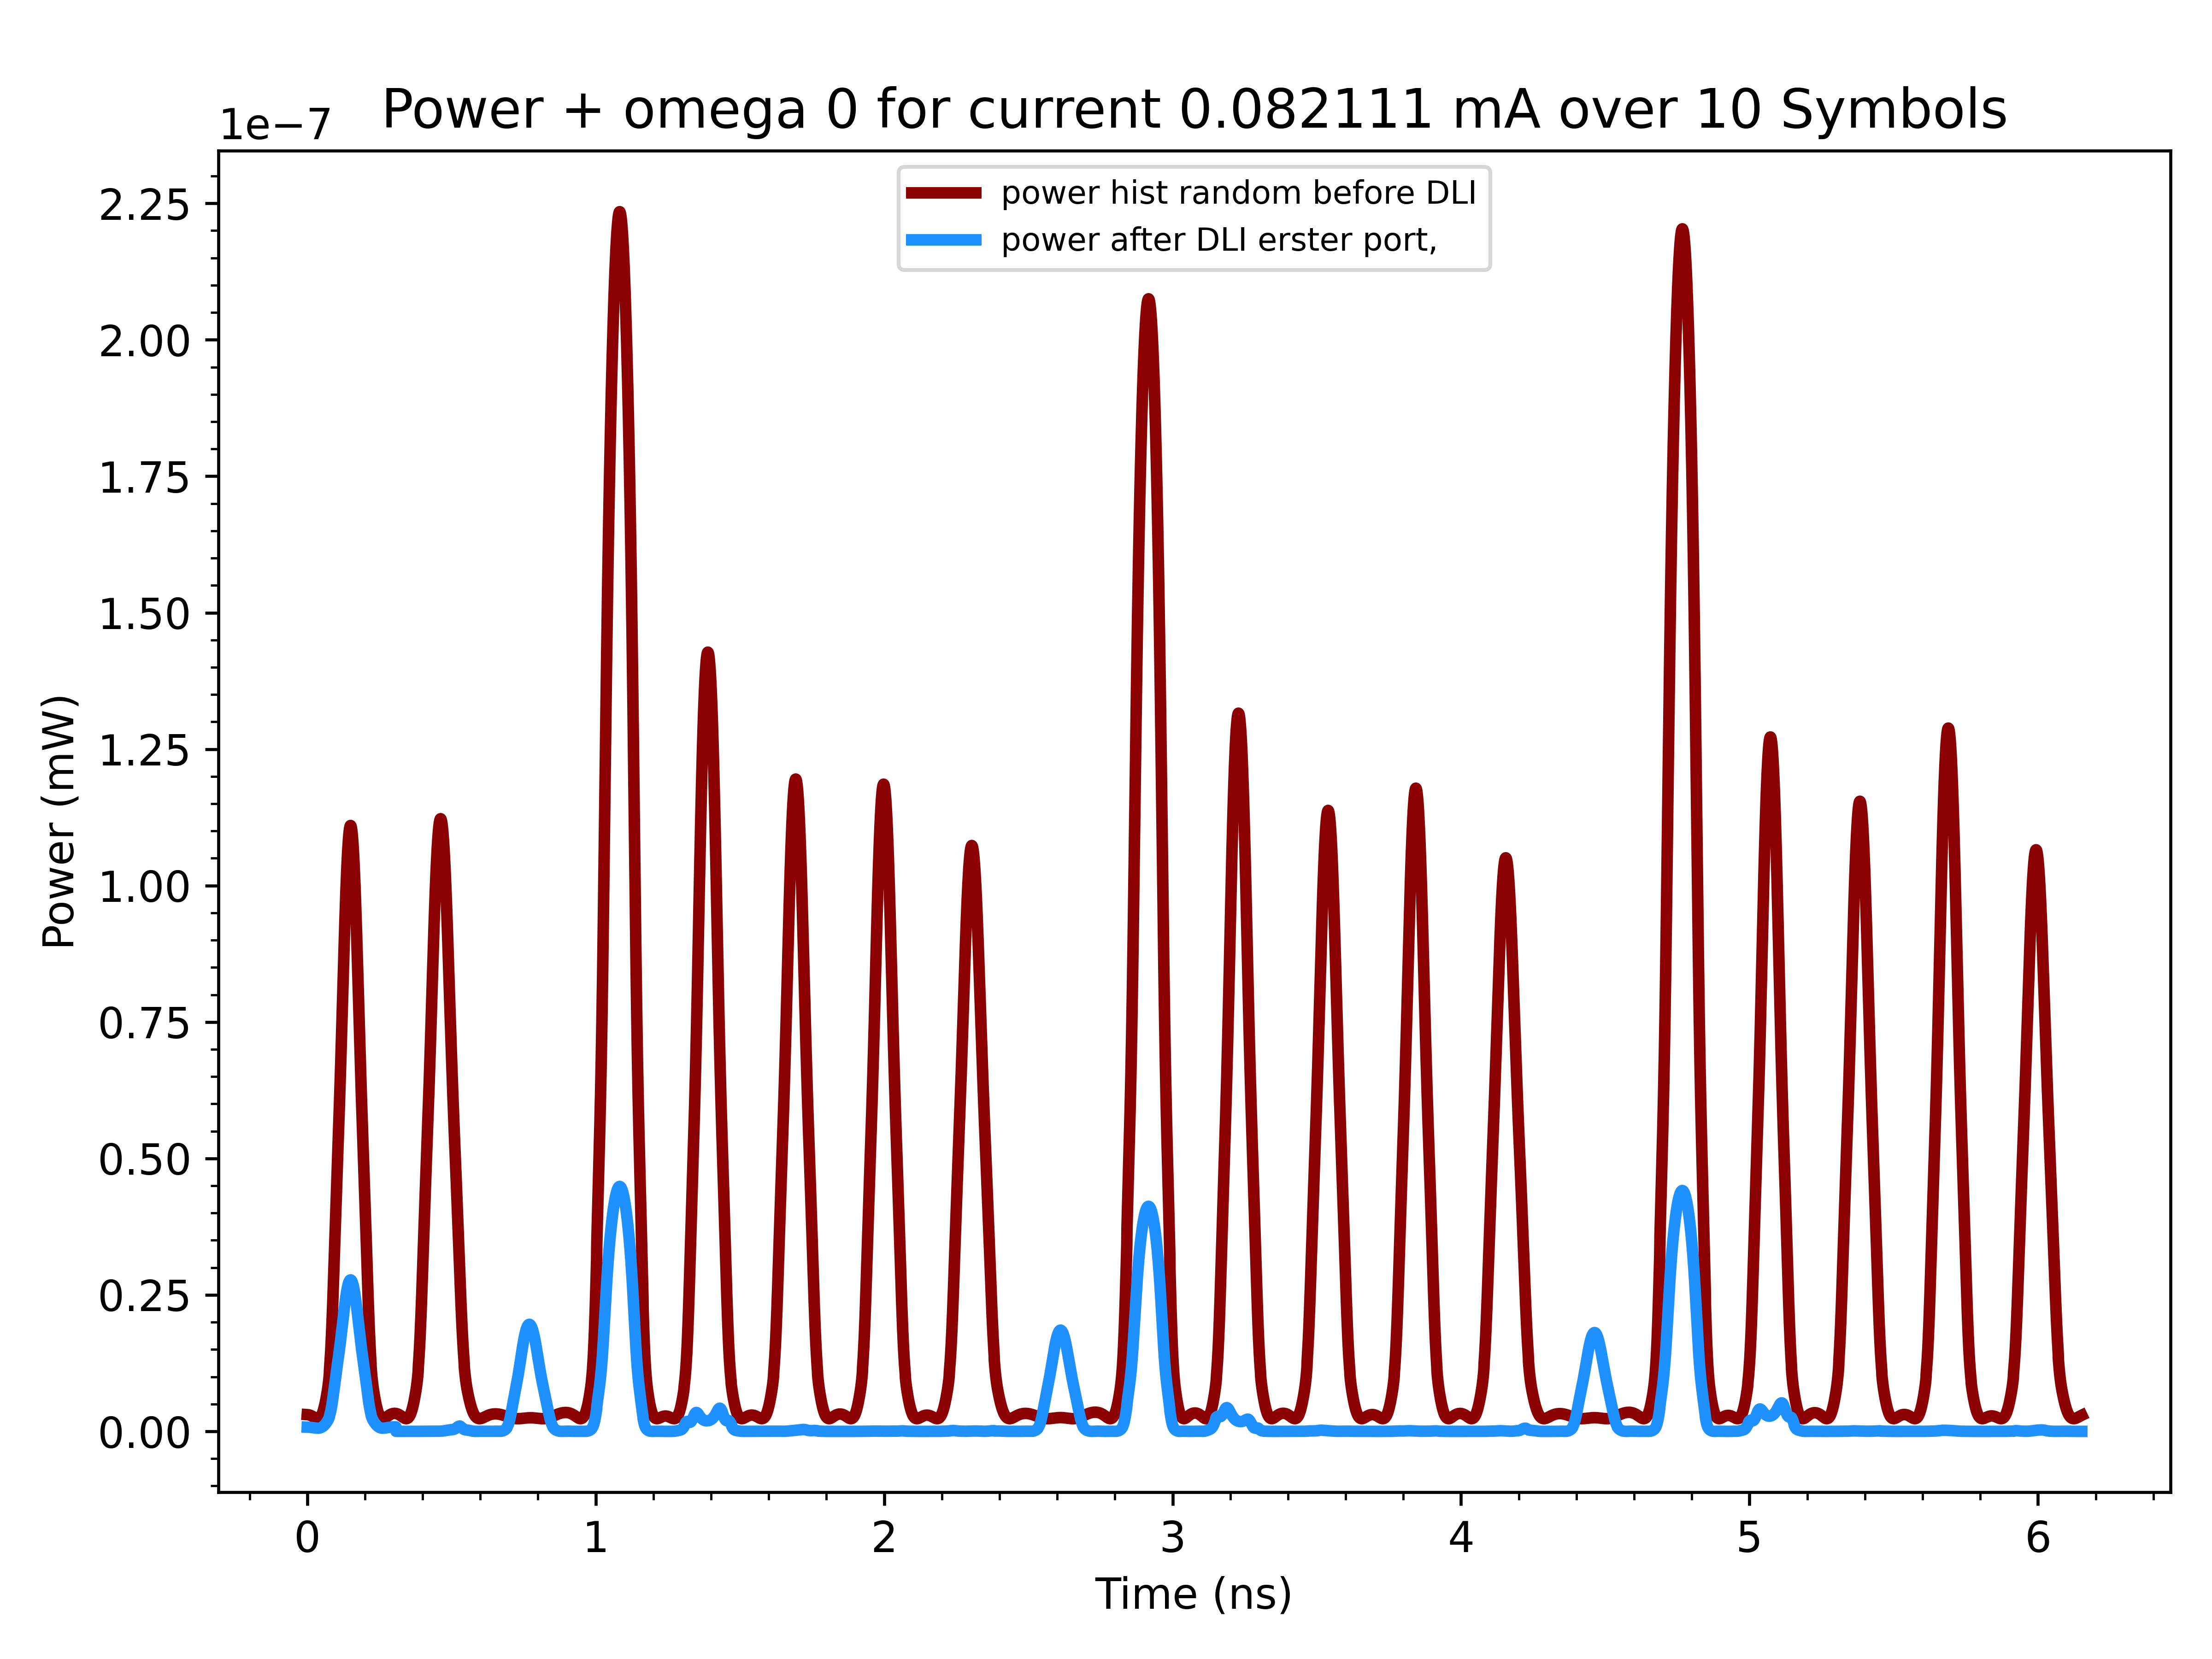 1e−7
Power + omega 0 for current 0.082111 mA over 10 Symbols
power hist random before DLI
power after DLI erster port,
2.25
2.00
1.75
1.50
1.25
1.00
0.75
0.50
0.25
0.00
Power (mW)
0 1 2 3 4 5 6
Time (ns)